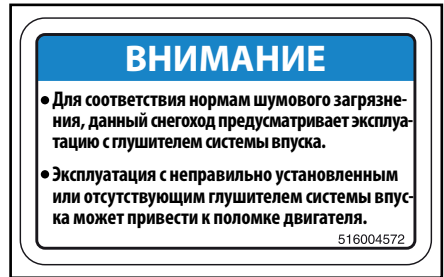 ВНИМАНИЕ
• Для соответствия нормам шумового загрязне-
ния, данный снегоход предусматривает эксплуа-
тацию с глушителем системы впуска.
• Эксплуатация с неправильно установленным
или отсутствующим глушителем системы впус-
ка может привести к поломке двигателя.
516004572